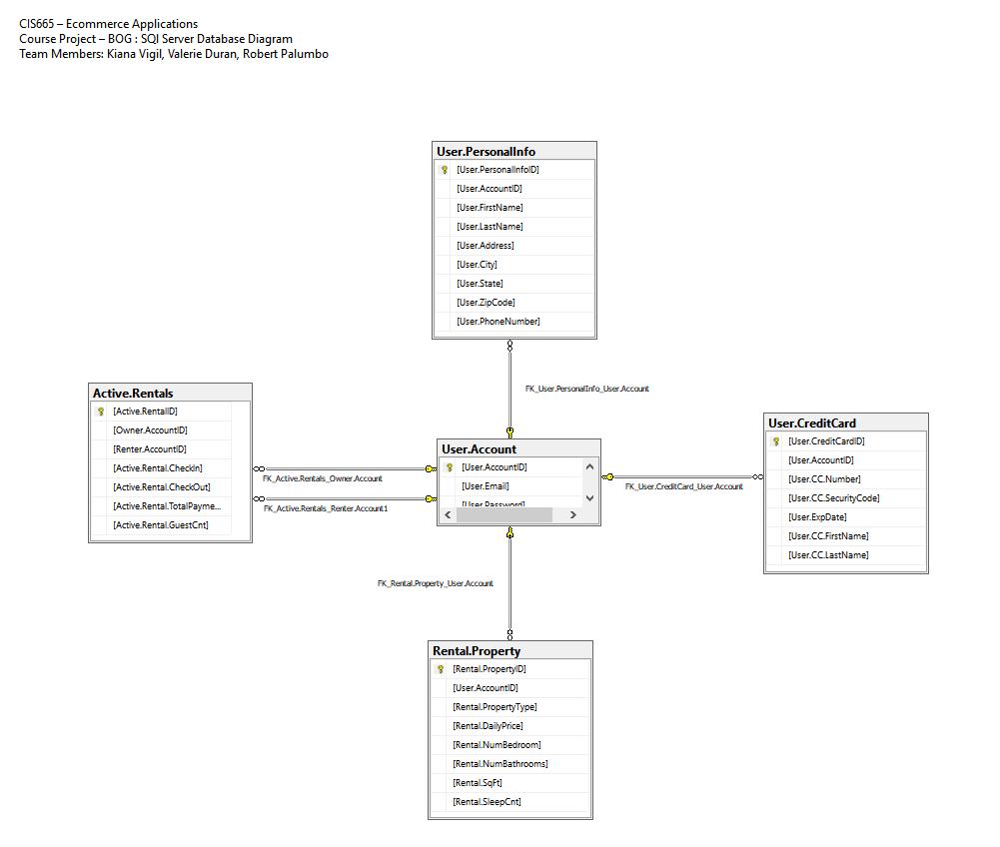 CIS665 – Ecommerce Applications
Course Project – BOG : SQl Server Database Diagram
Team Members: Kiana Vigil, Valerie Duran, Robert Palumbo
User.PersonalInfo
[User.PersonalInfoID]
[User.AccountID]
[User.FirstName]
[User.LastName]
[User.Address]
[User.City]
[User.State]
[User.ZipCode]
[User.PhoneNumber]
FK_User.PersonalInfo_User.Account
Active.Rentals
[Active.RentalID]
[Owner.AccountID]
[Renter.AccountID]
[Active.Rental.CheckIn]
[Active.Rental.CheckOut]
[Active.Rental.TotalPayme...
[Active.Rental.GuestCnt]
FK_Active.Rentals_Owner.Account
FK_Active.Rentals_Renter.Account1
User.Account
[User.AccountID]
[User.Email]
[User.Password]
FK_User.CreditCard_User.Account
User.CreditCard
[User.CreditCardID]
[User.AccountID]
[User.CC.Number]
[User.CC.SecurityCode]
[User.ExpDate]
[User.CC.FirstName]
[User.CC.LastName]
FK_Rental.Property_User.Account
Rental.Property
[Rental.PropertyID]
[User.AccountID]
[Rental.PropertyType]
[Rental.DailyPrice]
[Rental.NumBedroom]
[Rental.NumBathrooms]
[Rental.SqFt]
[Rental.SleepCnt]